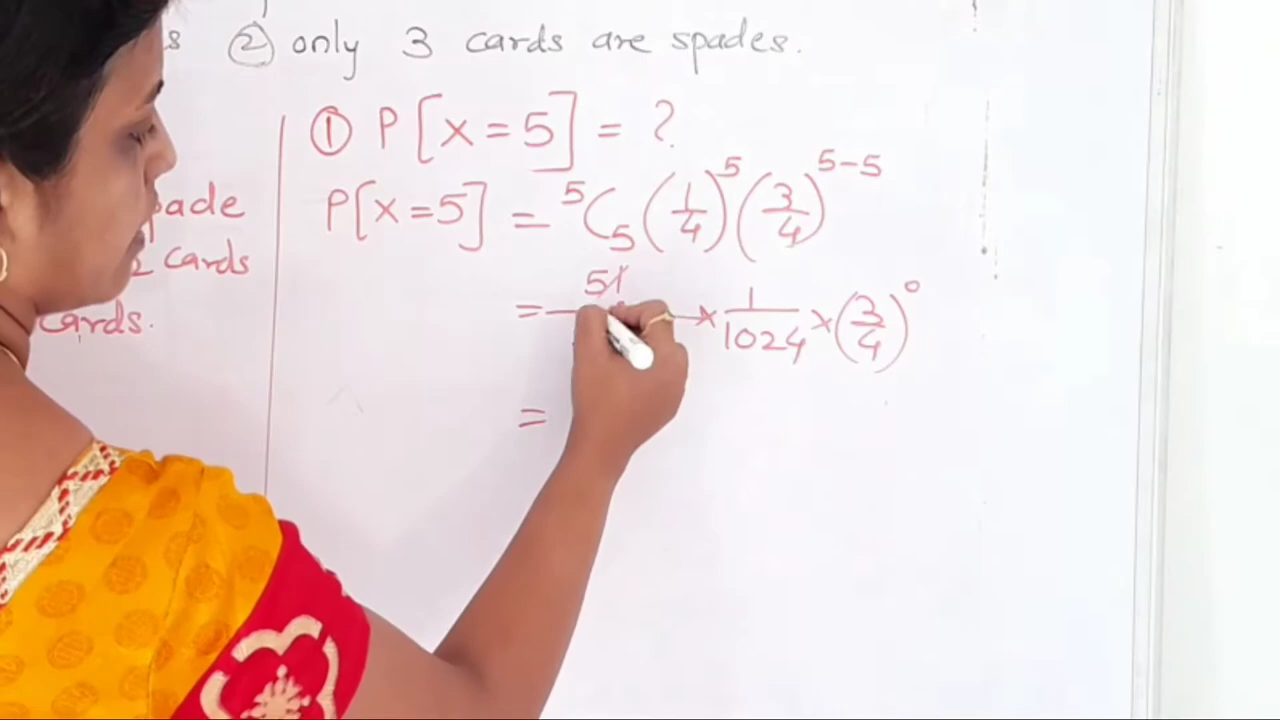 s ② only 3 cards are spades.
① P[x=5] = ?
P[x=5] = ⁵C₅ (1/4)⁵ (3/4)⁵⁻⁵
= 5! × 1/1024 × (3/4)⁰
=
pade
2 cards
cards.